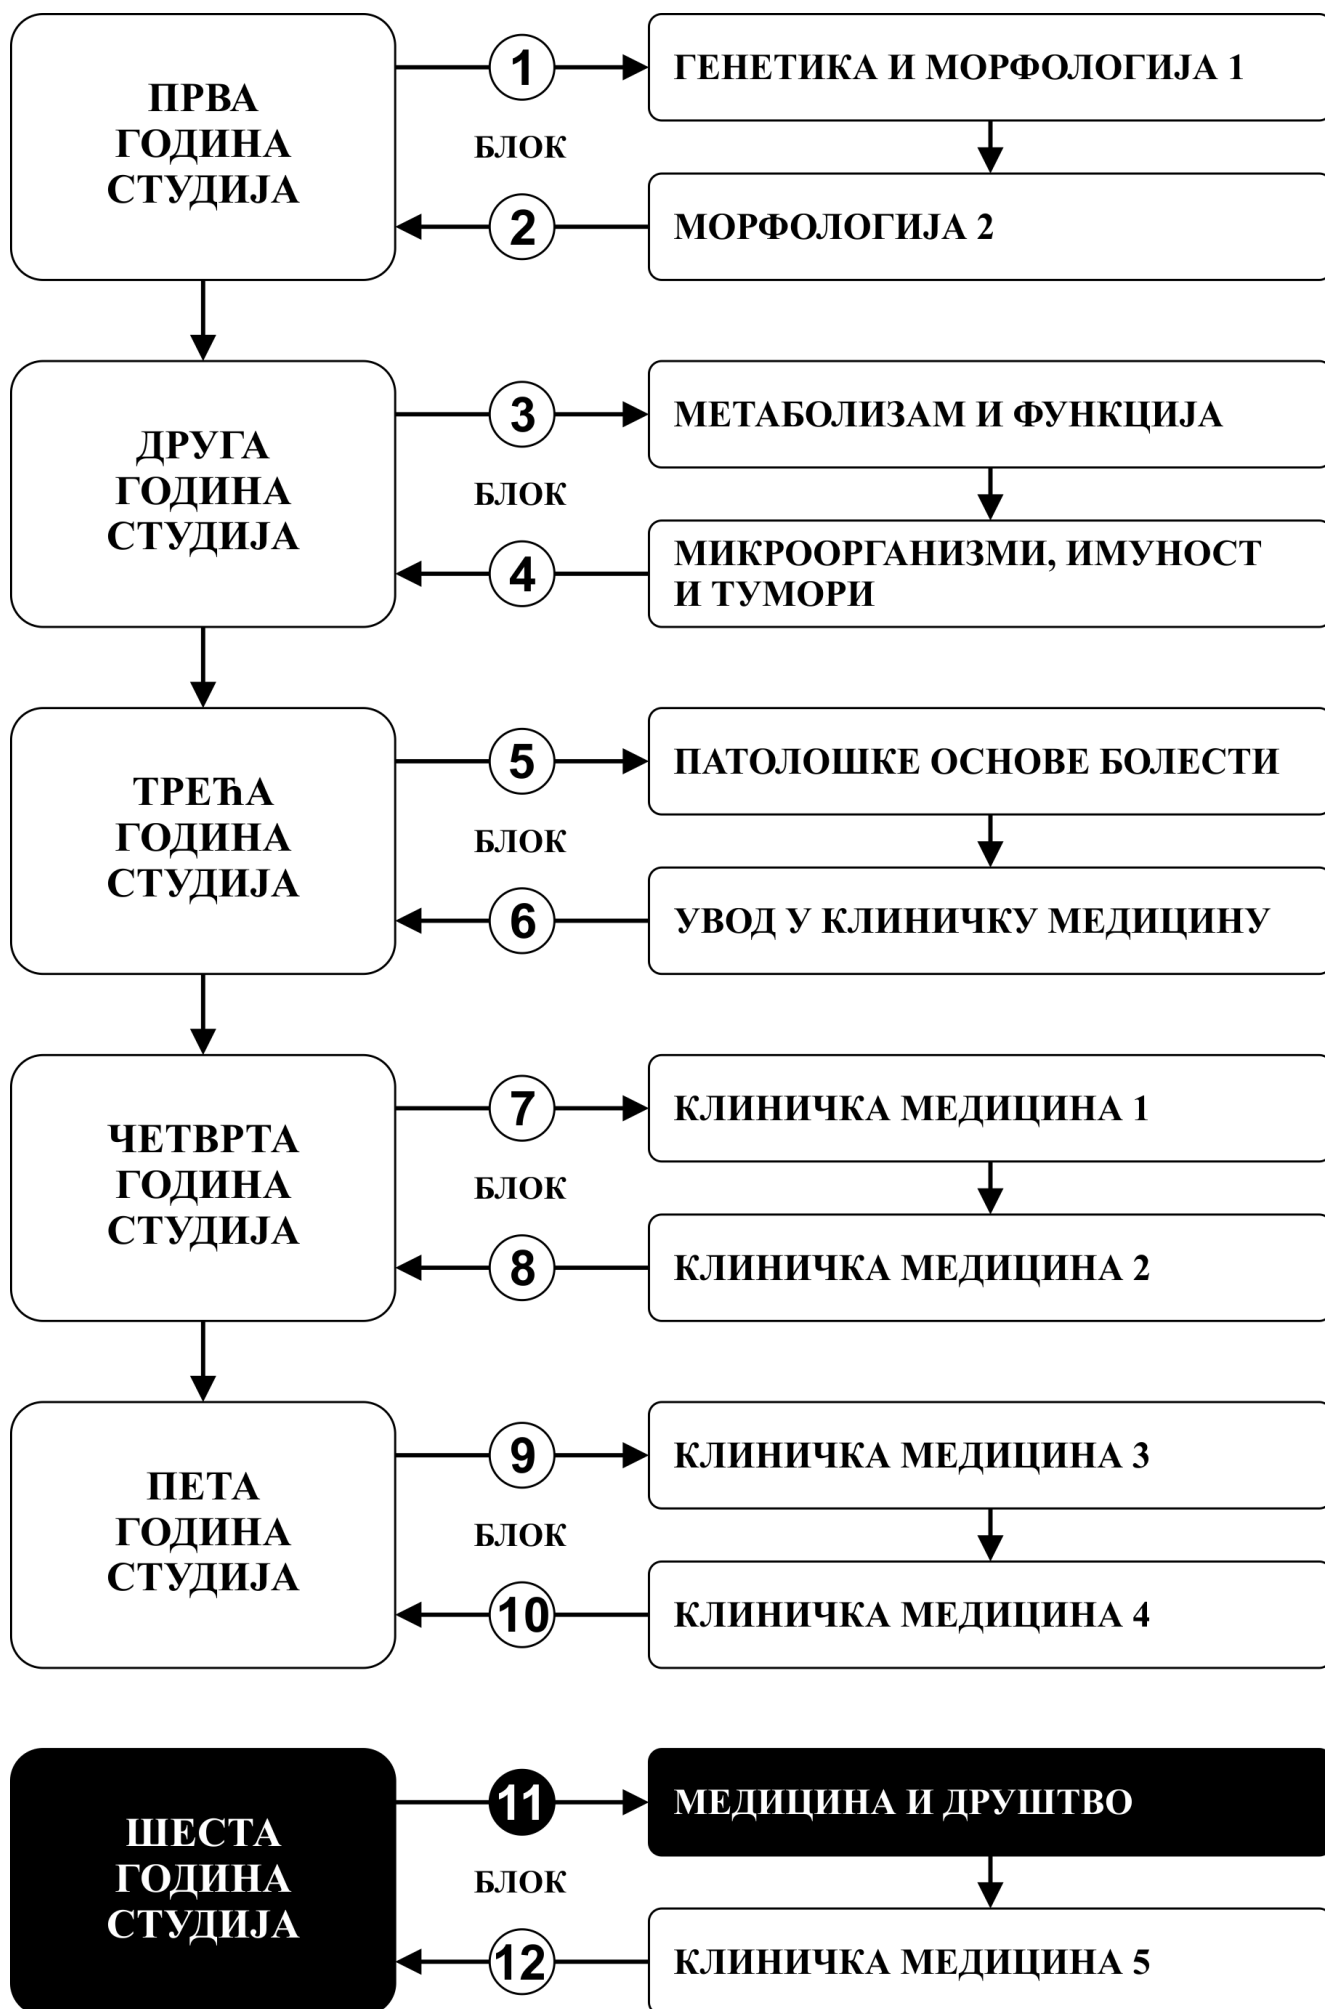 ПРВА
ГОДИНА
СТУДИЈА
1
БЛОК
2
ГЕНЕТИКА И МОРФОЛОГИЈА 1
МОРФОЛОГИЈА 2
ДРУГА
ГОДИНА
СТУДИЈА
3
БЛОК
4
МЕТАБОЛИЗАМ И ФУНКЦИЈА
МИКРООРГАНИЗМИ, ИМУНОСТ
И ТУМОРИ
ТРЕЋА
ГОДИНА
СТУДИЈА
5
БЛОК
6
ПАТОЛОШКЕ ОСНОВЕ БОЛЕСТИ
УВОД У КЛИНИЧКУ МЕДИЦИНУ
ЧЕТВРТА
ГОДИНА
СТУДИЈА
7
БЛОК
8
КЛИНИЧКА МЕДИЦИНА 1
КЛИНИЧКА МЕДИЦИНА 2
ПЕТА
ГОДИНА
СТУДИЈА
9
БЛОК
10
КЛИНИЧКА МЕДИЦИНА 3
КЛИНИЧКА МЕДИЦИНА 4
ШЕСТА
ГОДИНА
СТУДИЈА
11
БЛОК
12
МЕДИЦИНА И ДРУШТВО
КЛИНИЧКА МЕДИЦИНА 5